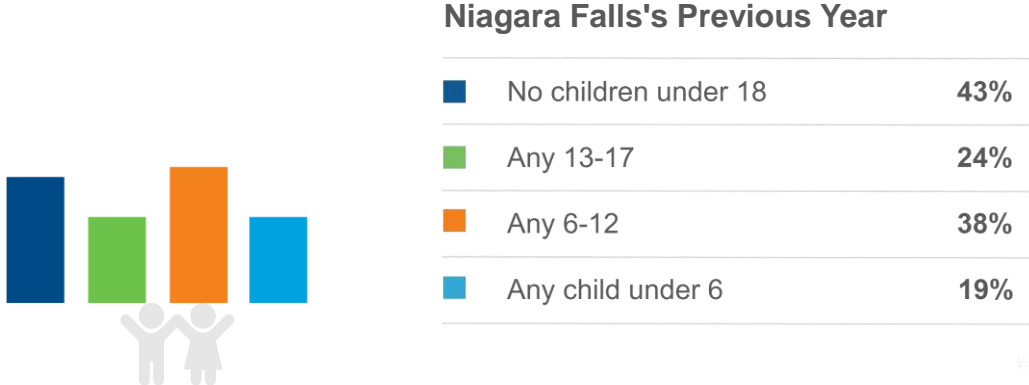 Niagara Falls's Previous Year
No children under 18 43%
Any 13-17 24%
Any 6-12 38%
Any child under 6 19%